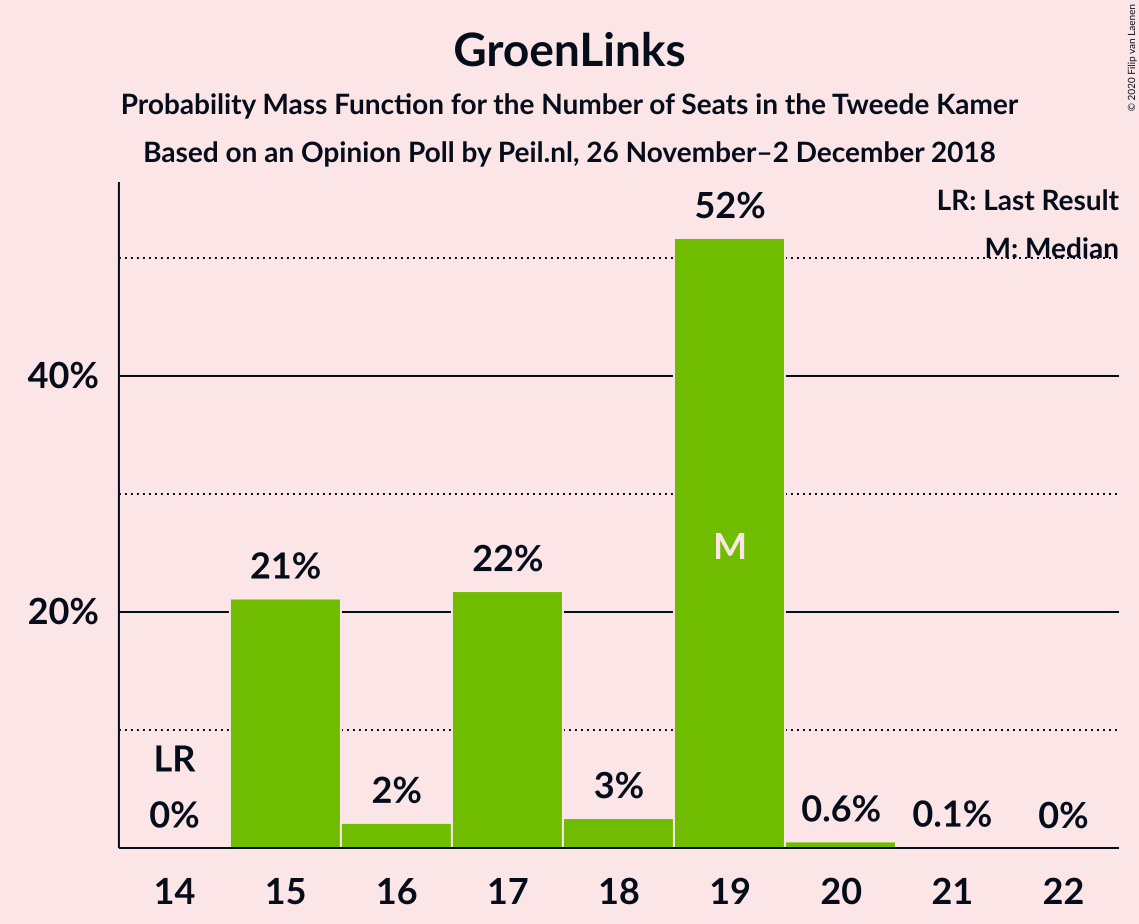 GroenLinks
Probability Mass Function for the Number of Seats in the Tweede Kamer
Based on an Opinion Poll by Peil.nl, 26 November–2 December 2018
© 2020 Filip van Laenen
LR: Last Result
M: Median
52%
40%
M
22%
21%
20%
LR
3%
2%
0.6%
0.1%
0%
0%
14 15 16 17 18 19 20 21 22